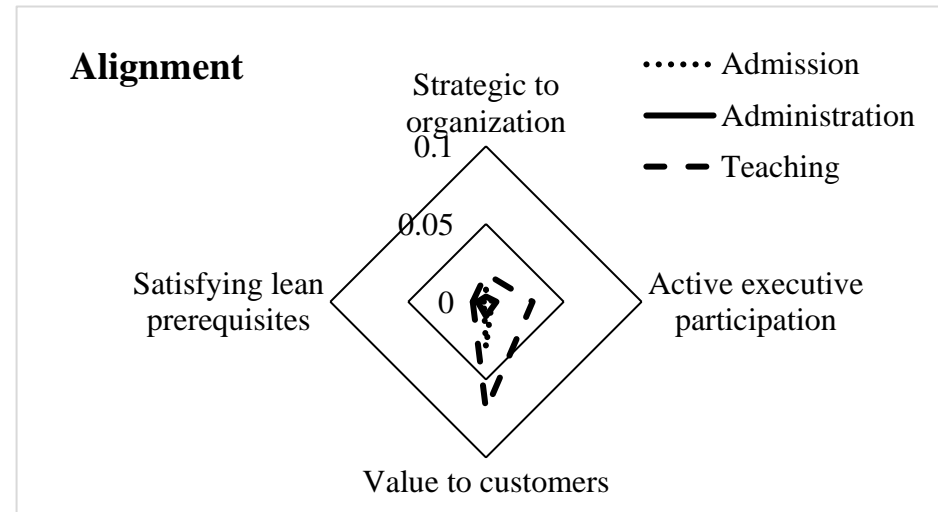 Alignment
Strategic to
organization
Admission
Administration
Teaching
0.1
0.05
0
Satisfying lean
prerequisites
Active executive
participation
Value to customers